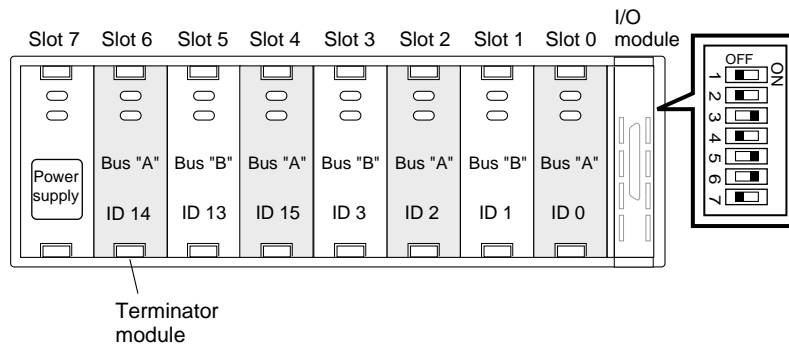 I/O
module
Slot 7 Slot 6 Slot 5 Slot 4 Slot 3 Slot 2 Slot 1 Slot 0
OFF
ON
1
2
3
4
5
6
7
Power
supply
Bus "A" Bus "B" Bus "A" Bus "B" Bus "A" Bus "B" Bus "A"
ID 14 ID 13 ID 15 ID 3 ID 2 ID 1 ID 0
Terminator
module